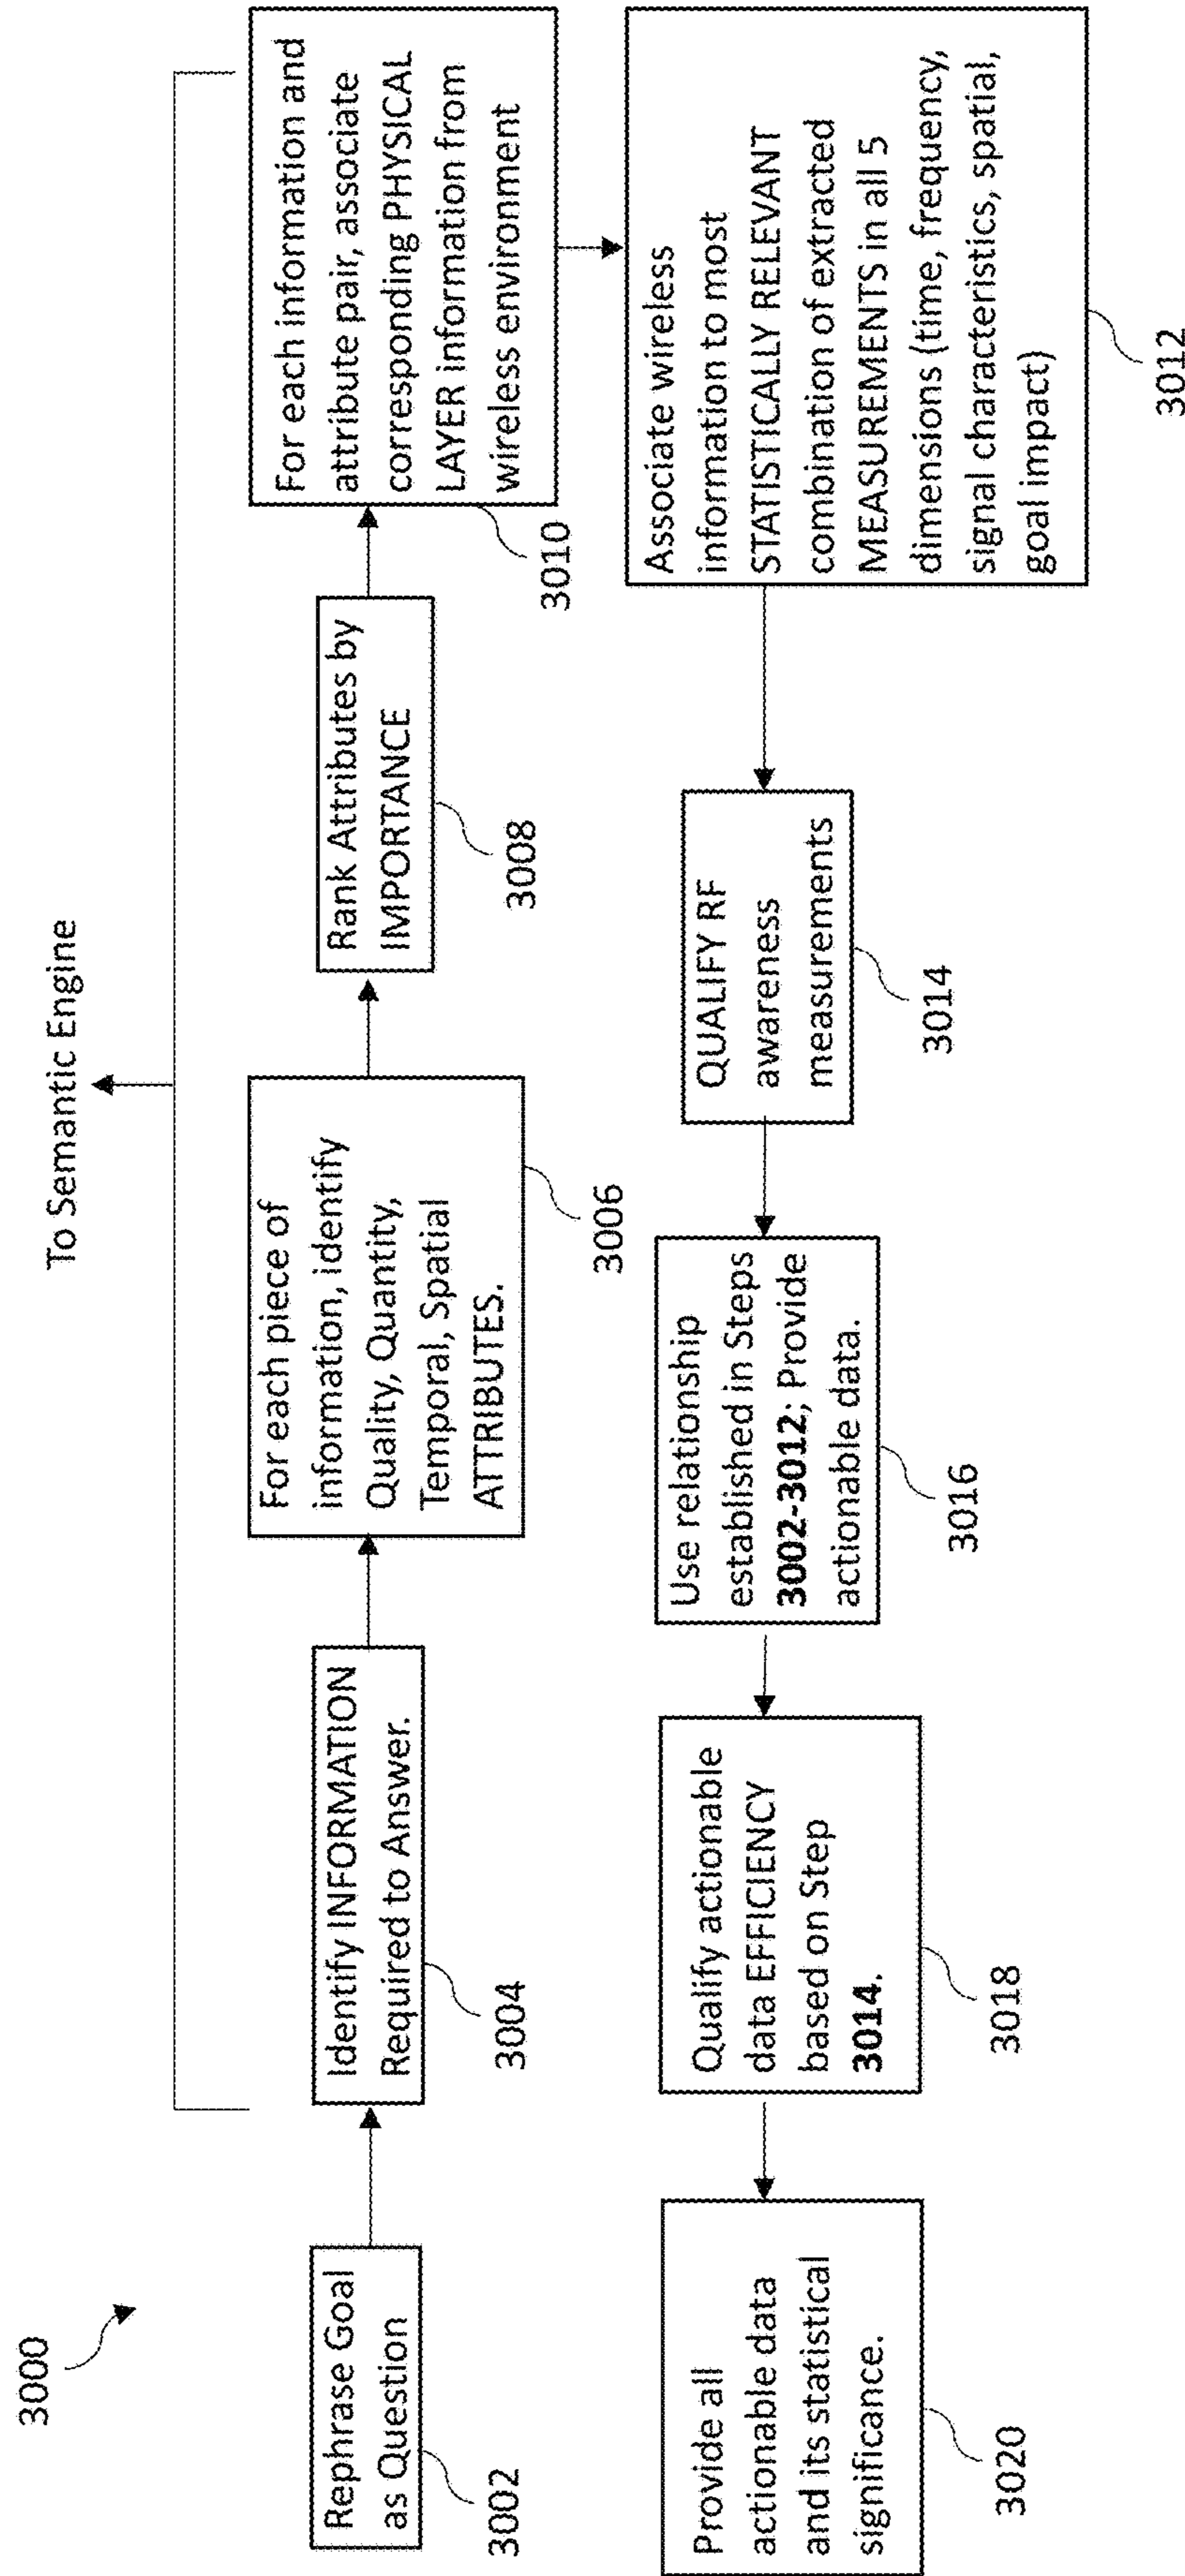 3000
To Semantic Engine
Rephrase Goal
as Question
3002
Identify INFORMATION
Required to Answer.
3004
For each piece of
information, identify
Quality, Quantity,
Temporal, Spatial
ATTRIBUTES.
3006
Rank Attributes by
IMPORTANCE
3008
For each information and
attribute pair, associate
corresponding PHYSICAL
LAYER information from
wireless environment
3010
Associate wireless
information to most
STATISTICALLY RELEVANT
combination of extracted
MEASUREMENTS in all 5
dimensions (time, frequency,
signal characteristics, spatial,
goal impact)
3012
QUALIFY RF
awareness
measurements
3014
Use relationship
established in Steps
3002-3012; Provide
actionable data.
3016
Qualify actionable
data EFFICIENCY
based on Step
3014.
3018
Provide all
actionable data
and its statistical
significance.
3020